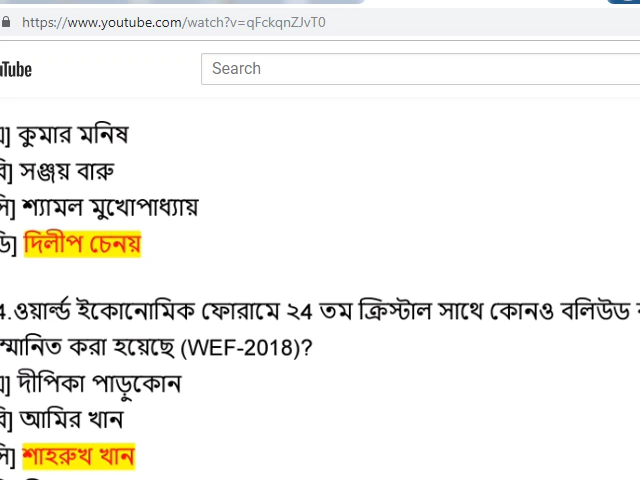 https://www.youtube.com/watch?v=qFckqnZJvT0
uTube
Search
কুমার মনিষ
সঞ্জয় বারু
শ্যামল মুখোপাধ্যায়
দিলীপ চেনয়
4.ওয়ার্ল্ড ইকোনোমিক ফোরামে ২4 তম ক্রিস্টাল সাথে কোনও বলিউড
ম্মানিত করা হয়েছে (WEF-2018)?
দীপিকা পাড়ুকোন
আমির খান
শাহরুখ খান